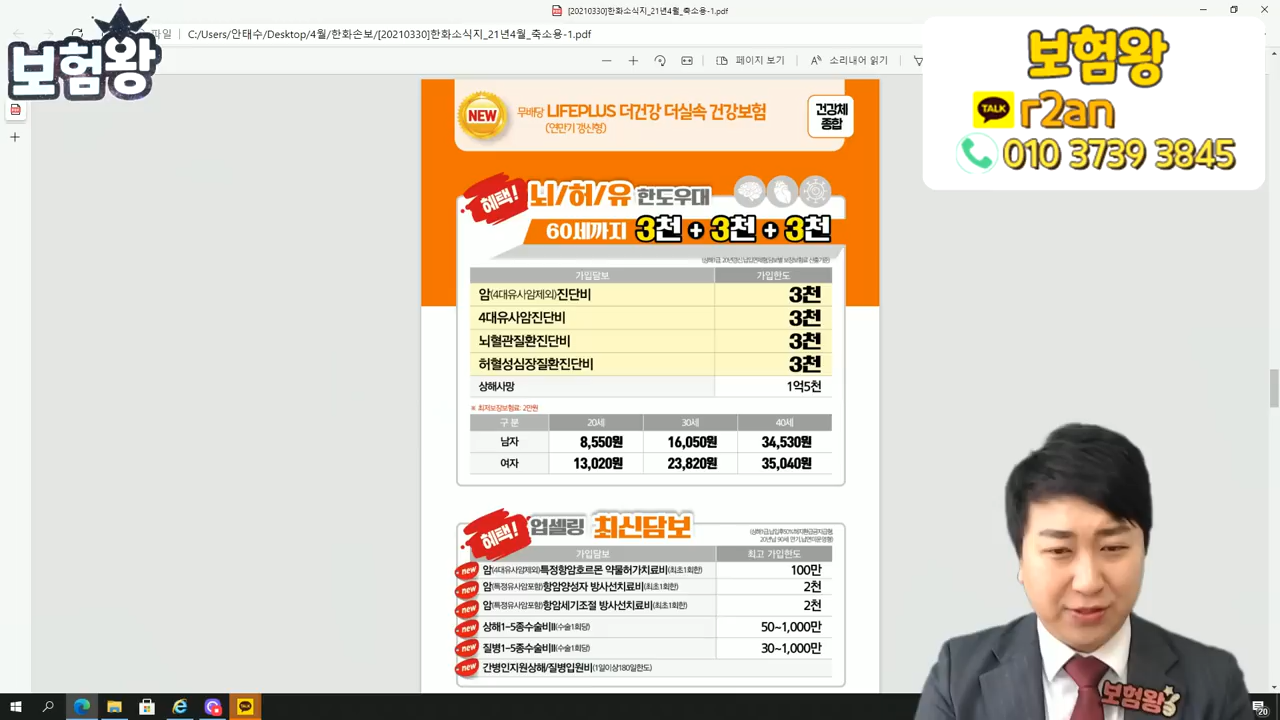 [20210330]한화소식지_21년4월_축소용-1.pdf
파일
C:/Users/안태수/Desktop/4월/한화손보/[20210330]한화소식지_21년4월_축소용-1.pdf
보험왕
페이지 보기
소리내어 읽기
보험왕
TALK
r2an
010 3739 3845
NEW
무배당 LIFEPLUS 더건강 더실속 건강보험
(연만기 갱신형)
건강체
종합
혜택!
뇌/허/유 한도우대
60세까지 3천 + 3천 + 3천
가입담보 가입한도
암(4대유사암제외)진단비 3천
4대유사암진단비 3천
뇌혈관질환진단비 3천
허혈성심장질환진단비 3천
상해사망 1억5천
※ 최저보장보험료: 2만원
구 분 20세 30세 40세
남자 8,550원 16,050원 34,530원
여자 13,020원 23,820원 35,040원
혜택!
업셀링 최신담보
가입담보 최고 가입한도
new 암(4대유사암제외)특정항암호르몬 약물허가치료비(최초1회한) 100만
new 암(특정유사암포함)항암양성자 방사선치료비(최초1회한) 2천
new 암(특정유사암포함)항암세기조절 방사선치료비(최초1회한) 2천
new 상해1-5종수술비Ⅱ(수술1회당) 50~1,000만
new 질병1-5종수술비Ⅱ(수술1회당) 30~1,000만
new 간병인지원상해/질병입원비(1일이상180일한도)
보험왕
20